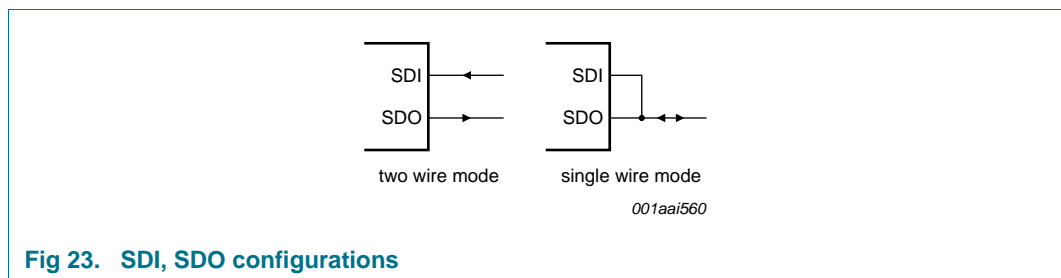 SDI
SDO
two wire mode
SDI
SDO
single wire mode
001aai560
Fig 23. SDI, SDO configurations